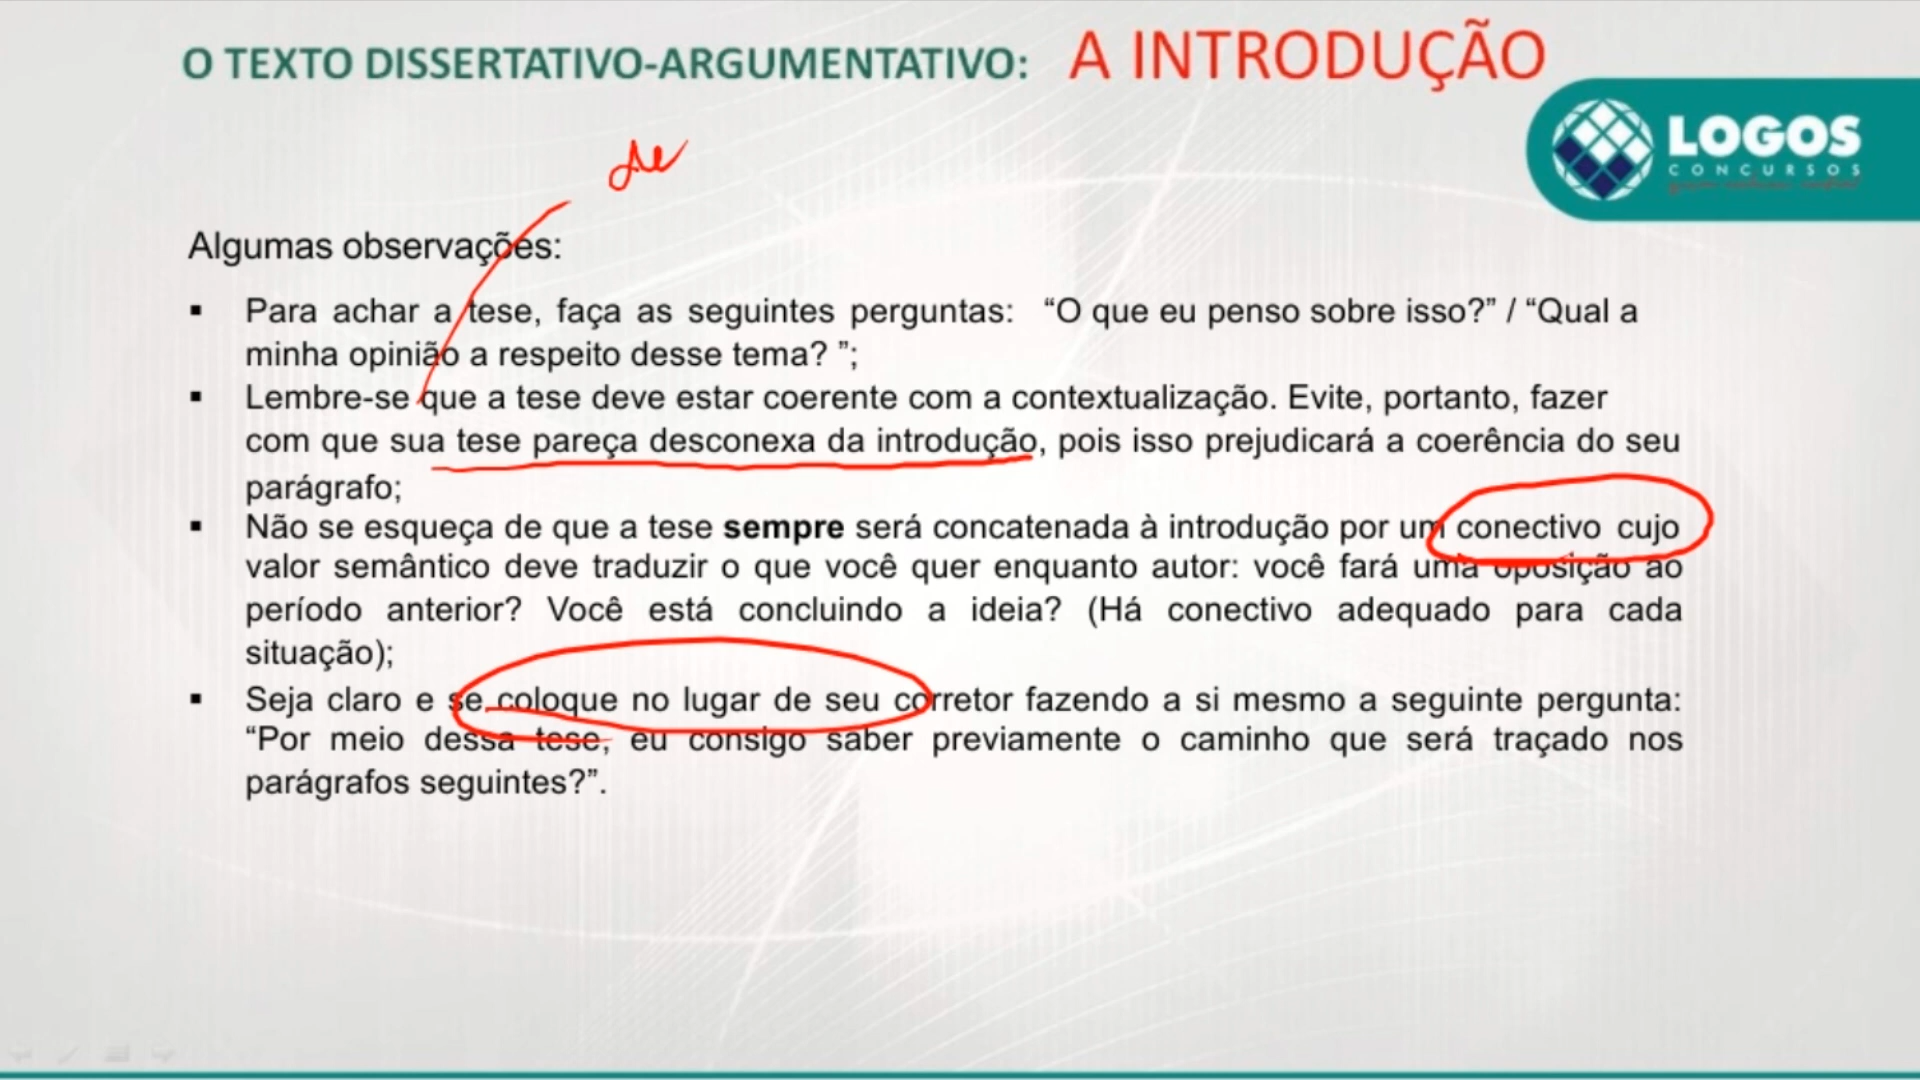 O TEXTO DISSERTATIVO-ARGUMENTATIVO: A INTRODUÇÃO
LOGOS
CONCURSOS
de
Algumas observações:
▪ Para achar a tese, faça as seguintes perguntas: “O que eu penso sobre isso?” / “Qual a
minha opinião a respeito desse tema? ”;
▪ Lembre-se que a tese deve estar coerente com a contextualização. Evite, portanto, fazer
com que sua tese pareça desconexa da introdução, pois isso prejudicará a coerência do seu
parágrafo;
▪ Não se esqueça de que a tese sempre será concatenada à introdução por um conectivo cujo
valor semântico deve traduzir o que você quer enquanto autor: você fará uma oposição ao
período anterior? Você está concluindo a ideia? (Há conectivo adequado para cada
situação);
▪ Seja claro e se coloque no lugar de seu corretor fazendo a si mesmo a seguinte pergunta:
“Por meio dessa tese, eu consigo saber previamente o caminho que será traçado nos
parágrafos seguintes?”.